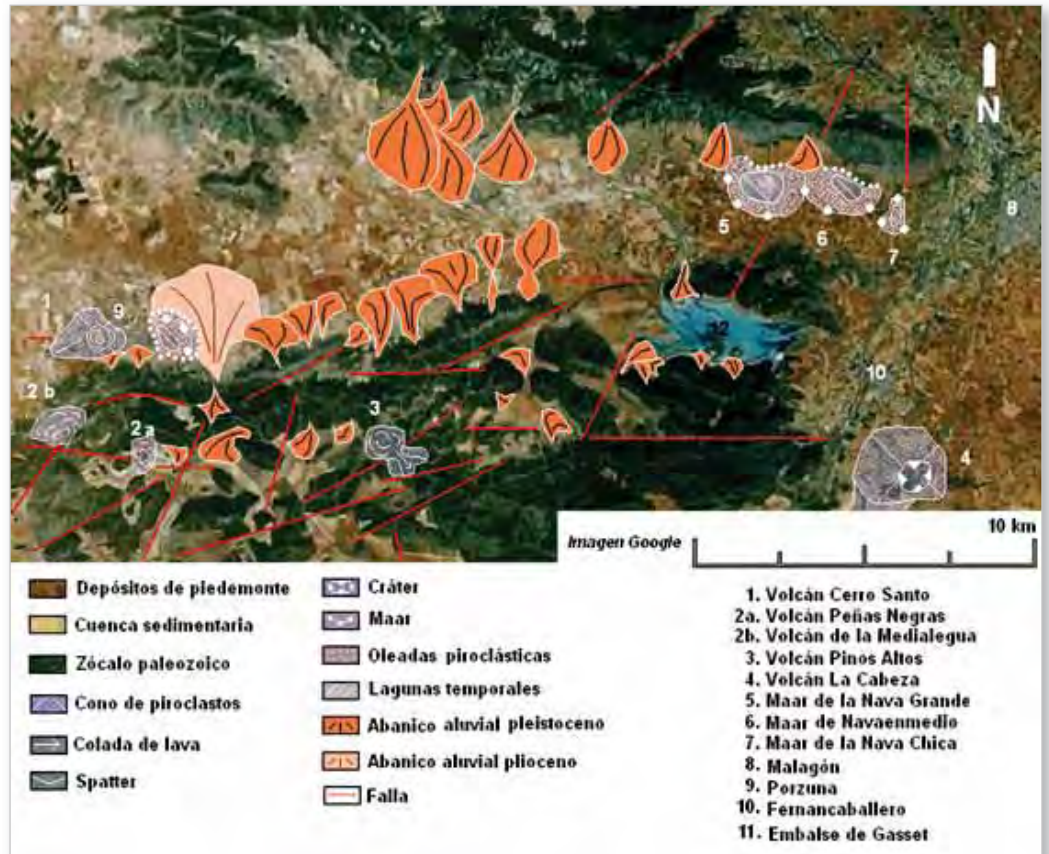 N
8
5
6
7
1
9
12
10
2 b
2 a
3
4
Imagen Google
10 km
Depósitos de piedemonte
Cuenca sedimentaria
Zócalo paleozoico
Cono de piroclastos
Colada de lava
Spatter
Cráter
Maar
Oleadas piroclásticas
Lagunas temporales
Abanico aluvial pleistoceno
Abanico aluvial plioceno
Falla
1. Volcán Cerro Santo
2a. Volcán Peñas Negras
2b. Volcán de la Medialegua
3. Volcán Pinos Altos
4. Volcán La Cabeza
5. Maar de la Nava Grande
6. Maar de Navaenmedio
7. Maar de la Nava Chica
8. Malagón
9. Porzuna
10. Fernancaballero
11. Embalse de Gasset